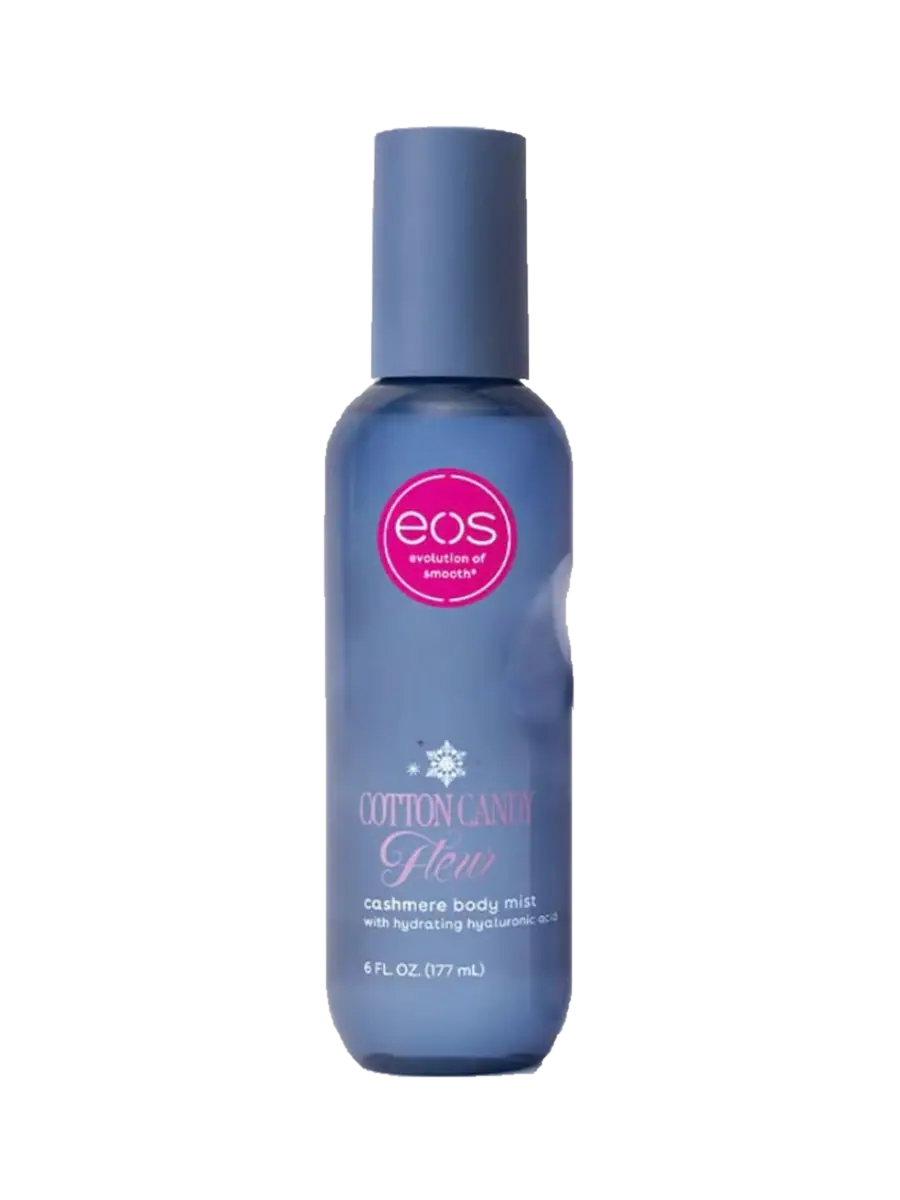 eos
evolution of
smooth®
COTTON CANDY
Fleur
cashmere body mist
with hydrating hyaluronic acid
6 FL. OZ. (177 mL)